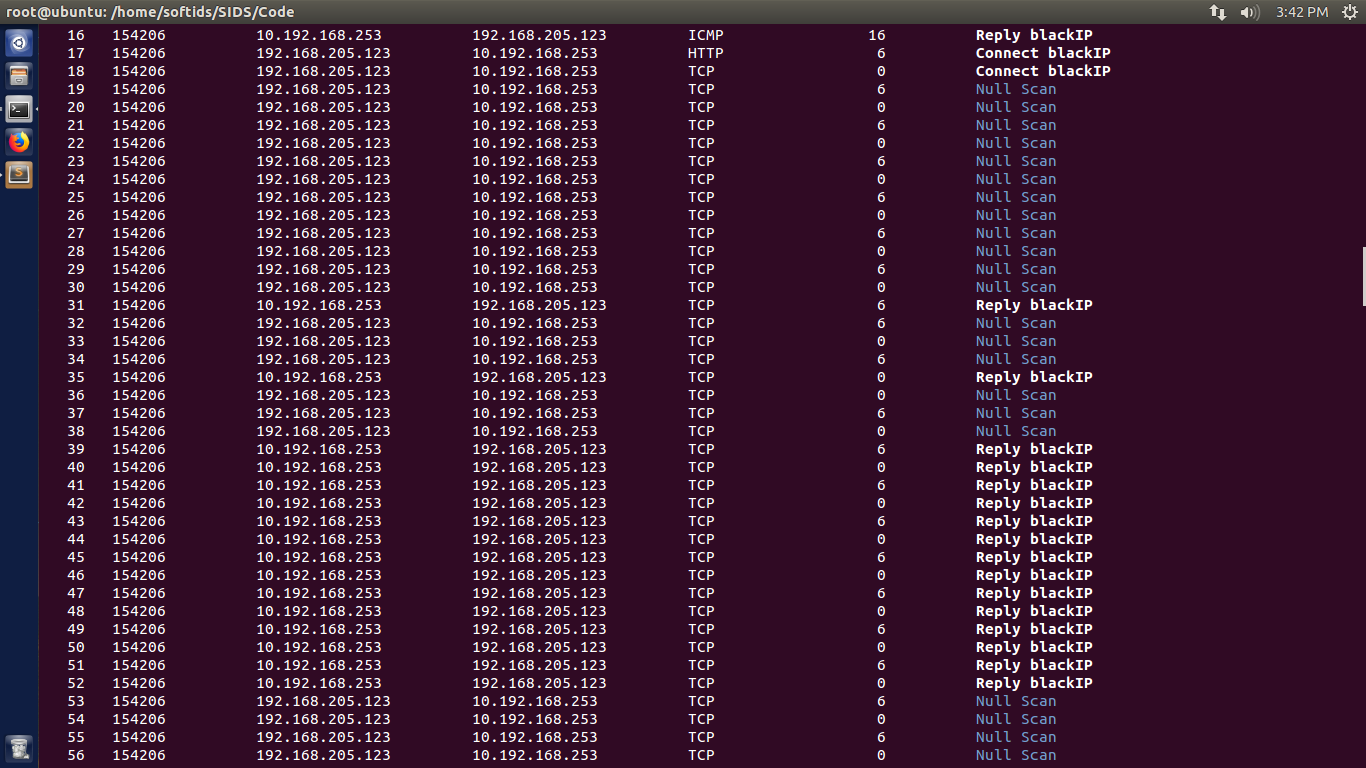 root@ubuntu: /home/softids/SIDS/Code 3:42 PM
16 154206 10.192.168.253 192.168.205.123 ICMP 16 Reply blackIP
17 154206 192.168.205.123 10.192.168.253 HTTP 6 Connect blackIP
18 154206 192.168.205.123 10.192.168.253 TCP 0 Connect blackIP
19 154206 192.168.205.123 10.192.168.253 TCP 6 Null Scan
20 154206 192.168.205.123 10.192.168.253 TCP 0 Null Scan
21 154206 192.168.205.123 10.192.168.253 TCP 6 Null Scan
22 154206 192.168.205.123 10.192.168.253 TCP 0 Null Scan
23 154206 192.168.205.123 10.192.168.253 TCP 6 Null Scan
24 154206 192.168.205.123 10.192.168.253 TCP 0 Null Scan
25 154206 192.168.205.123 10.192.168.253 TCP 6 Null Scan
26 154206 192.168.205.123 10.192.168.253 TCP 0 Null Scan
27 154206 192.168.205.123 10.192.168.253 TCP 6 Null Scan
28 154206 192.168.205.123 10.192.168.253 TCP 0 Null Scan
29 154206 192.168.205.123 10.192.168.253 TCP 6 Null Scan
30 154206 192.168.205.123 10.192.168.253 TCP 0 Null Scan
31 154206 10.192.168.253 192.168.205.123 TCP 6 Reply blackIP
32 154206 192.168.205.123 10.192.168.253 TCP 6 Null Scan
33 154206 192.168.205.123 10.192.168.253 TCP 0 Null Scan
34 154206 192.168.205.123 10.192.168.253 TCP 6 Null Scan
35 154206 10.192.168.253 192.168.205.123 TCP 0 Reply blackIP
36 154206 192.168.205.123 10.192.168.253 TCP 0 Null Scan
37 154206 192.168.205.123 10.192.168.253 TCP 6 Null Scan
38 154206 192.168.205.123 10.192.168.253 TCP 0 Null Scan
39 154206 10.192.168.253 192.168.205.123 TCP 6 Reply blackIP
40 154206 10.192.168.253 192.168.205.123 TCP 0 Reply blackIP
41 154206 10.192.168.253 192.168.205.123 TCP 6 Reply blackIP
42 154206 10.192.168.253 192.168.205.123 TCP 0 Reply blackIP
43 154206 10.192.168.253 192.168.205.123 TCP 6 Reply blackIP
44 154206 10.192.168.253 192.168.205.123 TCP 0 Reply blackIP
45 154206 10.192.168.253 192.168.205.123 TCP 6 Reply blackIP
46 154206 10.192.168.253 192.168.205.123 TCP 0 Reply blackIP
47 154206 10.192.168.253 192.168.205.123 TCP 6 Reply blackIP
48 154206 10.192.168.253 192.168.205.123 TCP 0 Reply blackIP
49 154206 10.192.168.253 192.168.205.123 TCP 6 Reply blackIP
50 154206 10.192.168.253 192.168.205.123 TCP 0 Reply blackIP
51 154206 10.192.168.253 192.168.205.123 TCP 6 Reply blackIP
52 154206 10.192.168.253 192.168.205.123 TCP 0 Reply blackIP
53 154206 192.168.205.123 10.192.168.253 TCP 6 Null Scan
54 154206 192.168.205.123 10.192.168.253 TCP 0 Null Scan
55 154206 192.168.205.123 10.192.168.253 TCP 6 Null Scan
56 154206 192.168.205.123 10.192.168.253 TCP 0 Null Scan